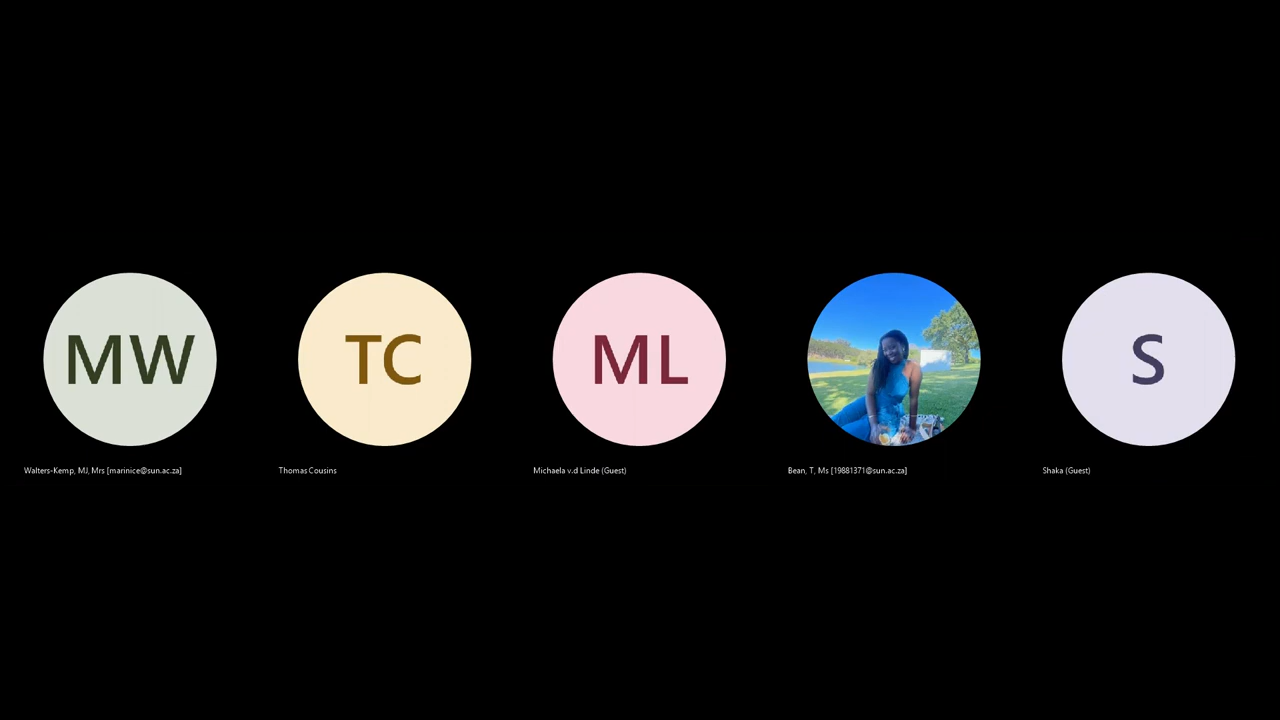 MW
TC
ML
S
Walters-Kemp, MJ, Mrs [marinice@sun.ac.za]
Thomas Cousins
Michaela v.d Linde (Guest)
Bean, T, Ms [19881371@sun.ac.za]
Shaka (Guest)